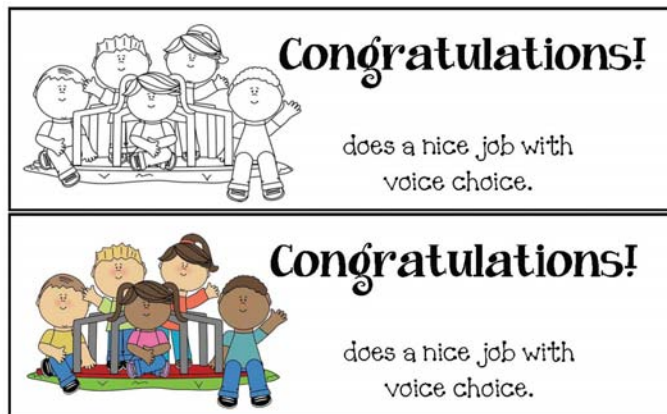 Congratulations!
does a nice job with
voice choice.
Congratulations!
does a nice job with
voice choice.